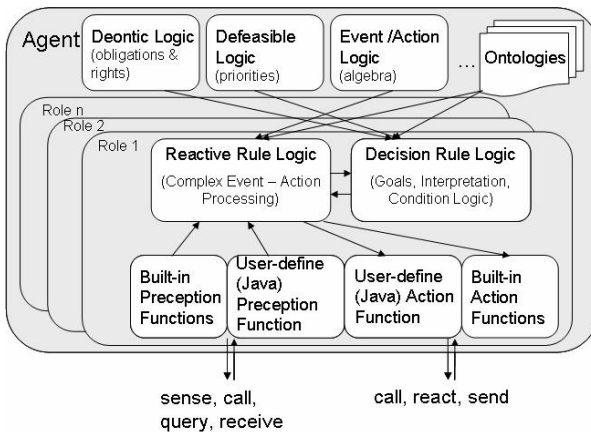 Agent
Deontic Logic
(obligations &
rights)
Defeasible
Logic
(priorities)
Event /Action
Logic
(algebra)
...
Ontologies
Role n
Role 2
Role 1
Reactive Rule Logic
(Complex Event – Action
Processing)
Decision Rule Logic
(Goals, Interpretation,
Condition Logic)
Built-in
Preception
Functions
User-define
(Java)
Preception
Function
User-define
(Java) Action
Function
Built-in
Action
Functions
sense, call,
query, receive
call, react, send